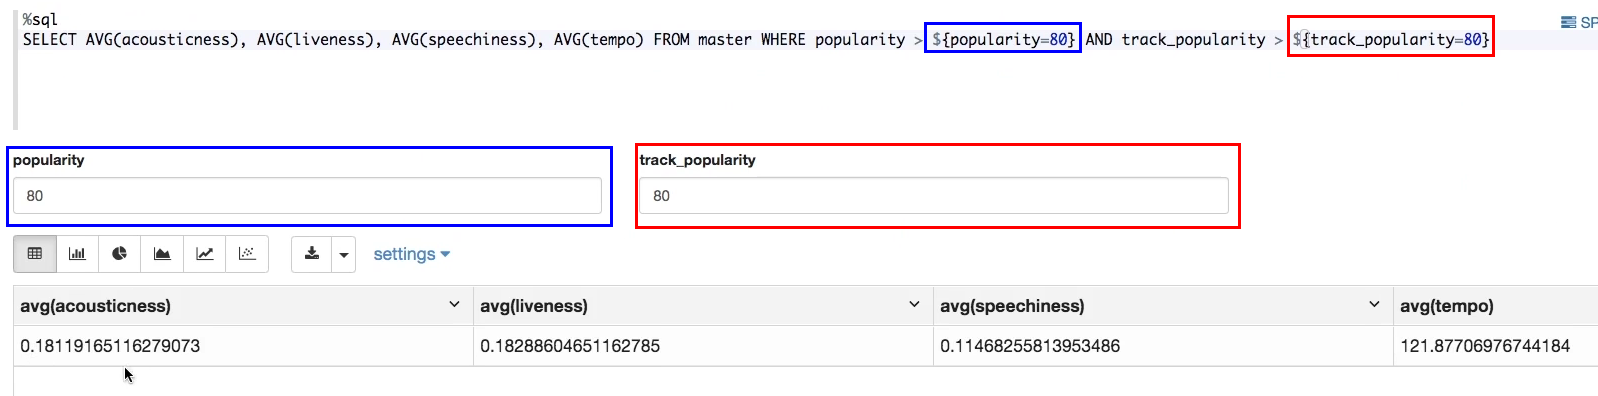 %sql
SP
SELECT AVG(acousticness), AVG(liveness), AVG(speechiness), AVG(tempo) FROM master WHERE popularity > ${popularity=80} AND track_popularity > ${track_popularity=80}
popularity track_popularity
80 80
settings
avg(acousticness) avg(liveness) avg(speechiness) avg(tempo)
0.18119165116279073 0.18288604651162785 0.11468255813953486 121.87706976744184